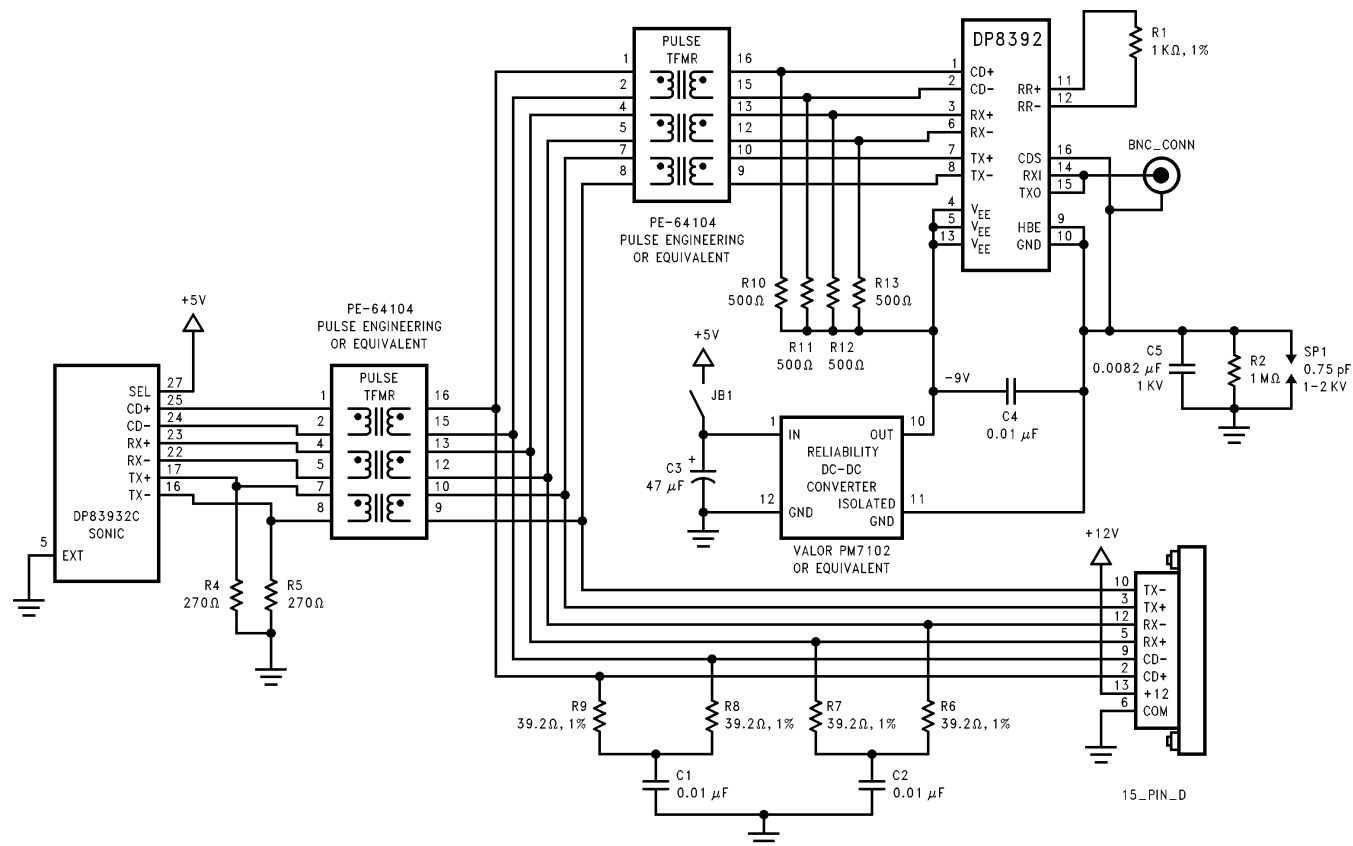 PULSE
TFMR
1
2
4
5
7
8
16
15
13
12
10
9
PE-64104
PULSE ENGINEERING
OR EQUIVALENT
DP8392
1
2
3
6
7
8
4
5
13
CD+
CD-
RX+
RX-
TX+
TX-
VEE
VEE
VEE
RR+
RR-
CDS
RXI
TXO
HBE
GND
11
12
16
14
15
9
10
R1
1KΩ, 1%
BNC_CONN
R10
500Ω
R11
500Ω
R12
500Ω
R13
500Ω
+5V
PE-64104
PULSE ENGINEERING
OR EQUIVALENT
SEL
CD+
CD-
RX+
RX-
TX+
TX-
27
25
24
23
22
17
16
DP83932C
SONIC
5
EXT
PULSE
TFMR
1
2
4
5
7
8
16
15
13
12
10
9
R4
270Ω
R5
270Ω
+5V
JB1
C3
+
47 μF
1
12
IN
OUT
RELIABILITY
DC-DC
CONVERTER
ISOLATED
GND
GND
10
11
VALOR PM7102
OR EQUIVALENT
-9V
C4
0.01 μF
C5
0.0082 μF
1 KV
R2
1 MΩ
SP1
0.75 pF
1-2 KV
+12V
10
3
12
5
9
2
13
6
TX-
TX+
RX-
RX+
CD-
CD+
+12
COM
15_PIN_D
R9
39.2Ω, 1%
R8
39.2Ω, 1%
R7
39.2Ω, 1%
R6
39.2Ω, 1%
C1
0.01 μF
C2
0.01 μF